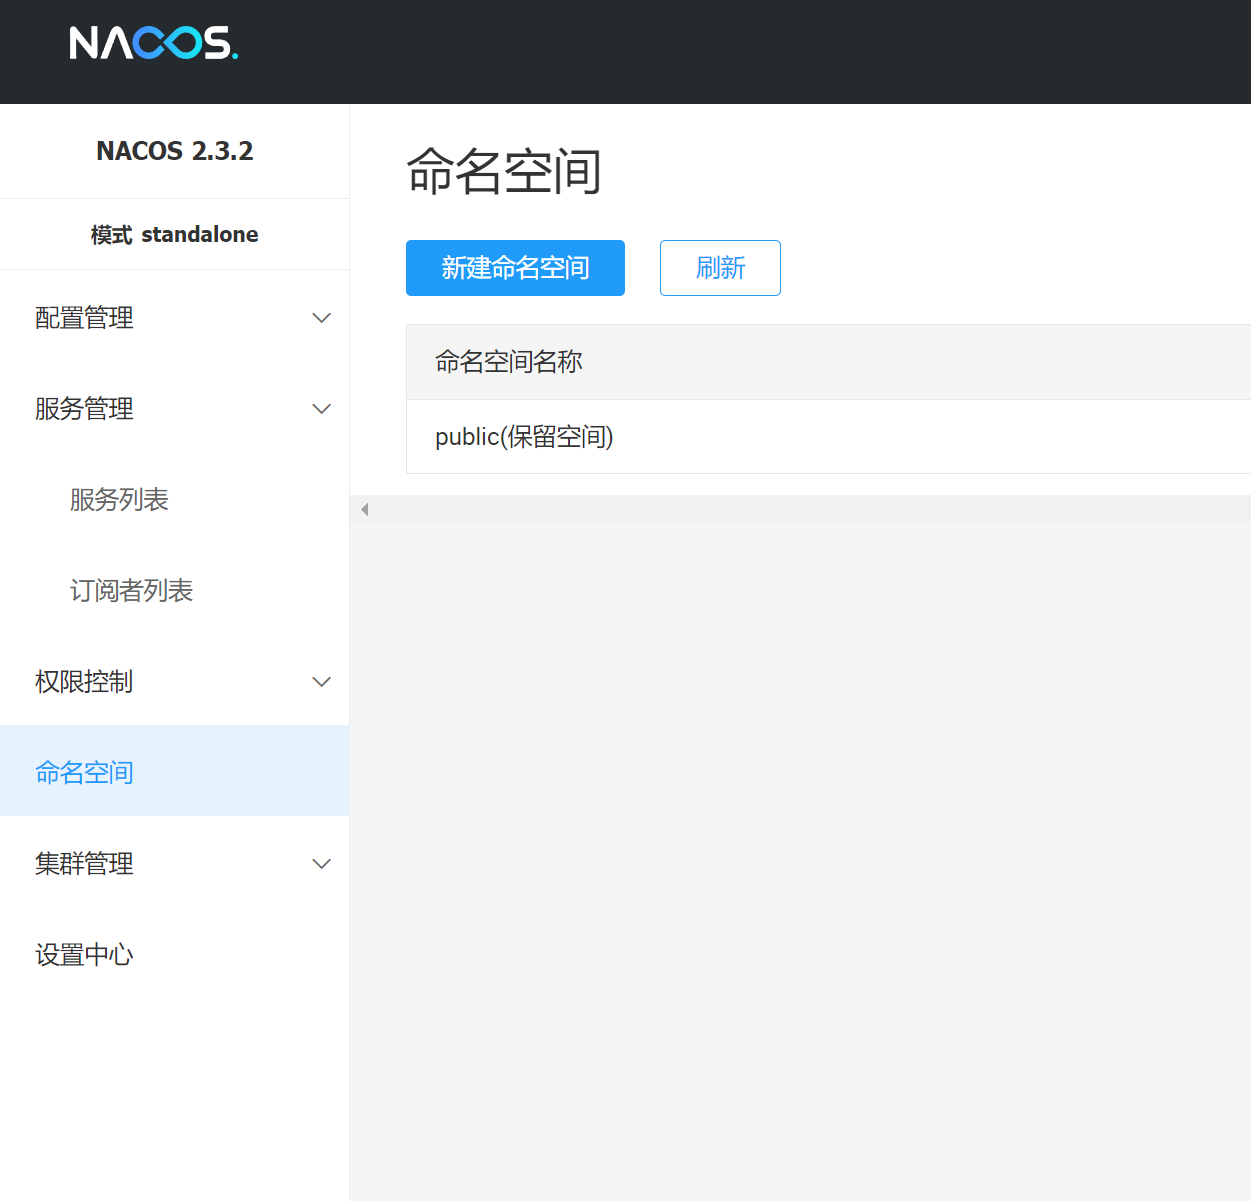 NACOS.
NACOS 2.3.2
模式 standalone
配置管理
服务管理
服务列表
订阅者列表
权限控制
命名空间
集群管理
设置中心
命名空间
新建命名空间
刷新
命名空间名称
public(保留空间)